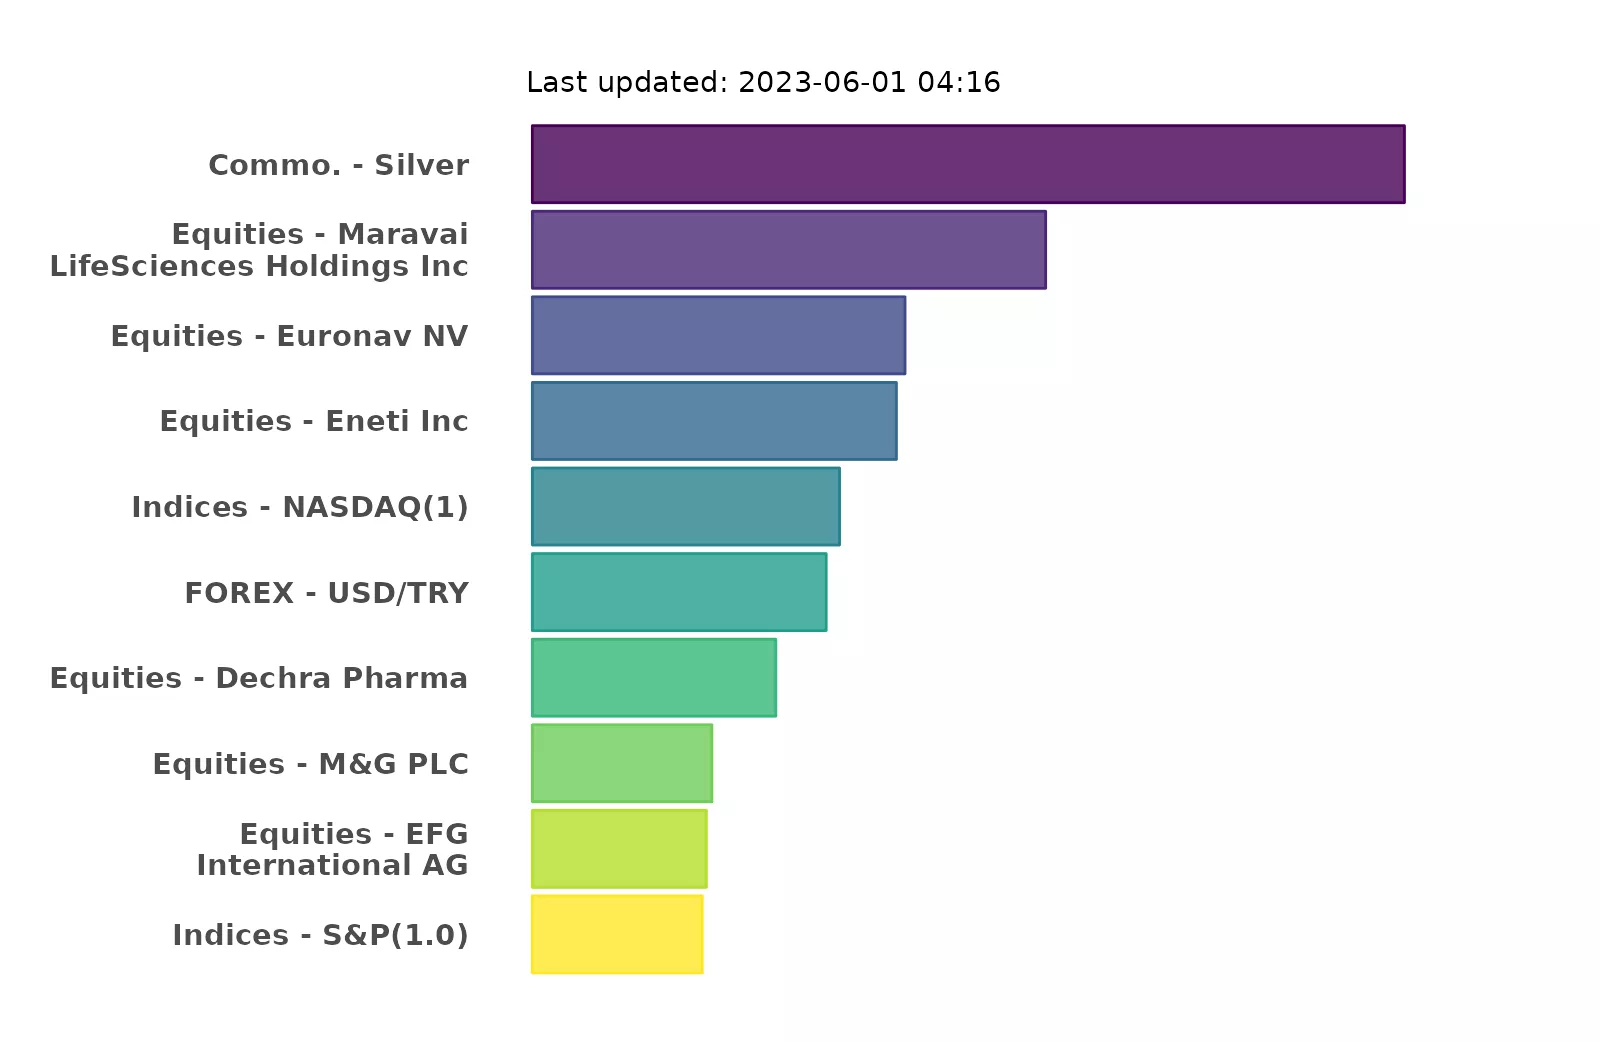 Last updated: 2023-06-01 04:16
Commo. - Silver
Equities - Maravai
LifeSciences Holdings Inc
Equities - Euronav NV
Equities - Eneti Inc
Indices - NASDAQ(1)
FOREX - USD/TRY
Equities - Dechra Pharma
Equities - M&G PLC
Equities - EFG
International AG
Indices - S&P(1.0)